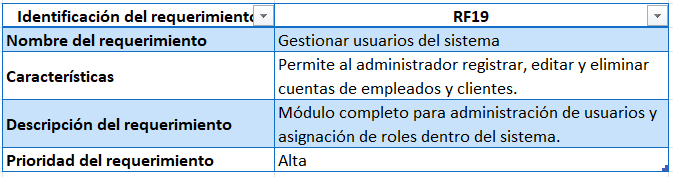 Identificación del requerimiento RF19
Nombre del requerimiento Gestionar usuarios del sistema
Características Permite al administrador registrar, editar y eliminar
cuentas de empleados y clientes.
Descripción del requerimiento Módulo completo para administración de usuarios y
asignación de roles dentro del sistema.
Prioridad del requerimiento Alta